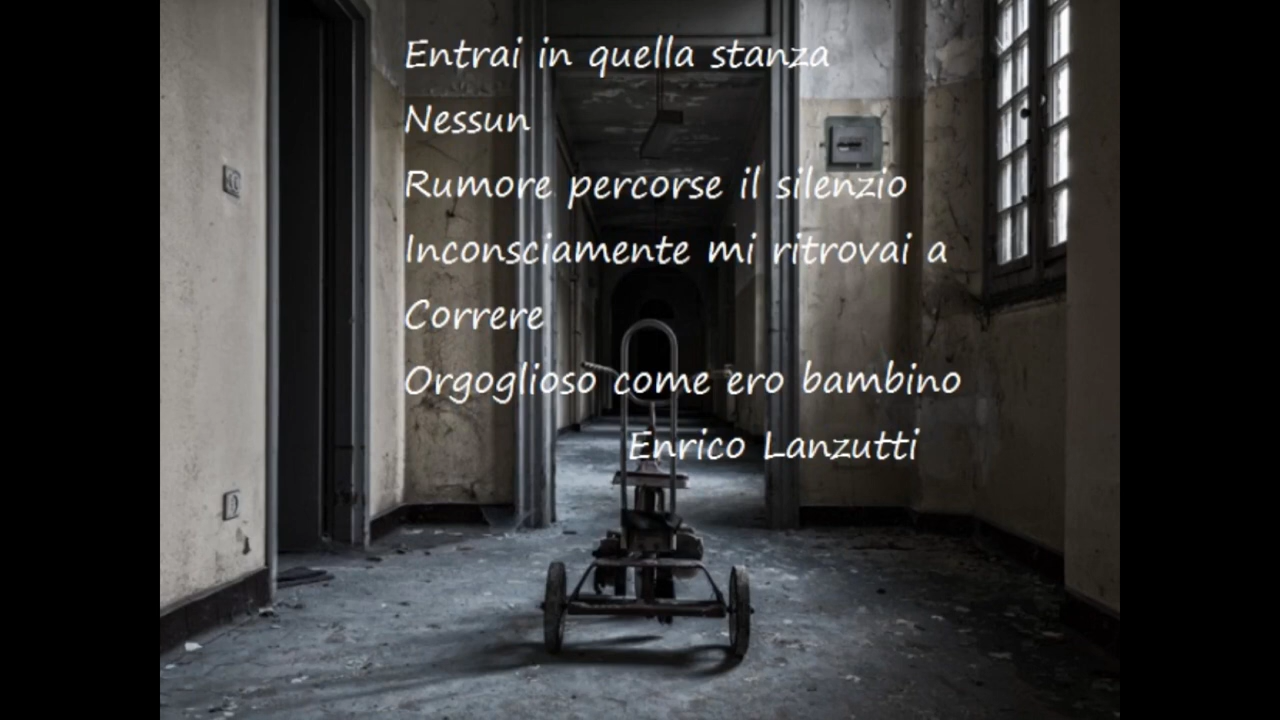 Entrai in quella stanza
Nessun
Rumore percorse il silenzio
Inconsciamente mi ritrovai a
Correre
Orgoglioso come ero bambino
Enrico Lanzutti